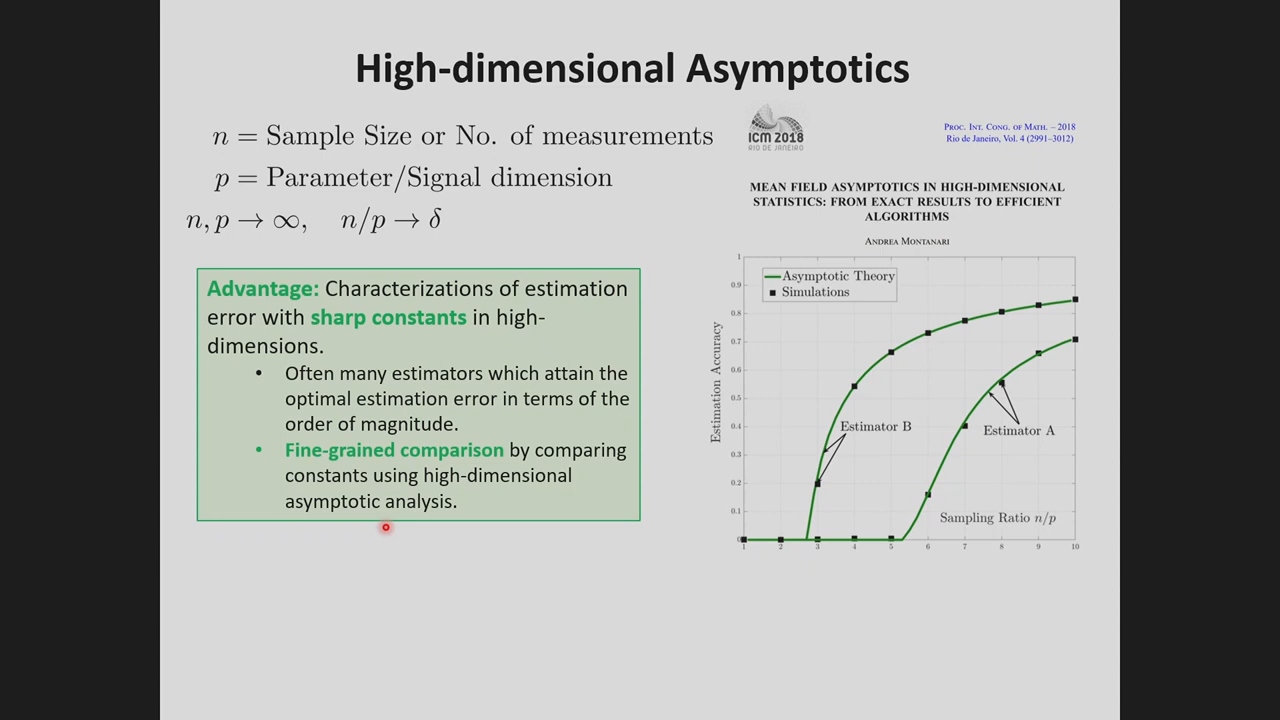 High-dimensional Asymptotics
n = Sample Size or No. of measurements
p = Parameter/Signal dimension
n, p → ∞, n/p → δ
Advantage: Characterizations of estimation
error with sharp constants in high-
dimensions.
• Often many estimators which attain the
optimal estimation error in terms of the
order of magnitude.
• Fine-grained comparison by comparing
constants using high-dimensional
asymptotic analysis.
ICM 2018
RIO DE JANEIRO
Proc. Int. Cong. of Math. – 2018
Rio de Janeiro, Vol. 4 (2991–3012)
MEAN FIELD ASYMPTOTICS IN HIGH-DIMENSIONAL
STATISTICS: FROM EXACT RESULTS TO EFFICIENT
ALGORITHMS
Andrea Montanari
Asymptotic Theory
Simulations
Estimation Accuracy
1
0.9
0.8
0.7
0.6
0.5
0.4
0.3
0.2
0.1
0
Estimator B
Estimator A
Sampling Ratio n/p
1 2 3 4 5 6 7 8 9 10